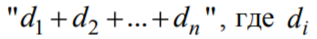 "d₁ + d₂ + ... + dₙ", где dᵢ